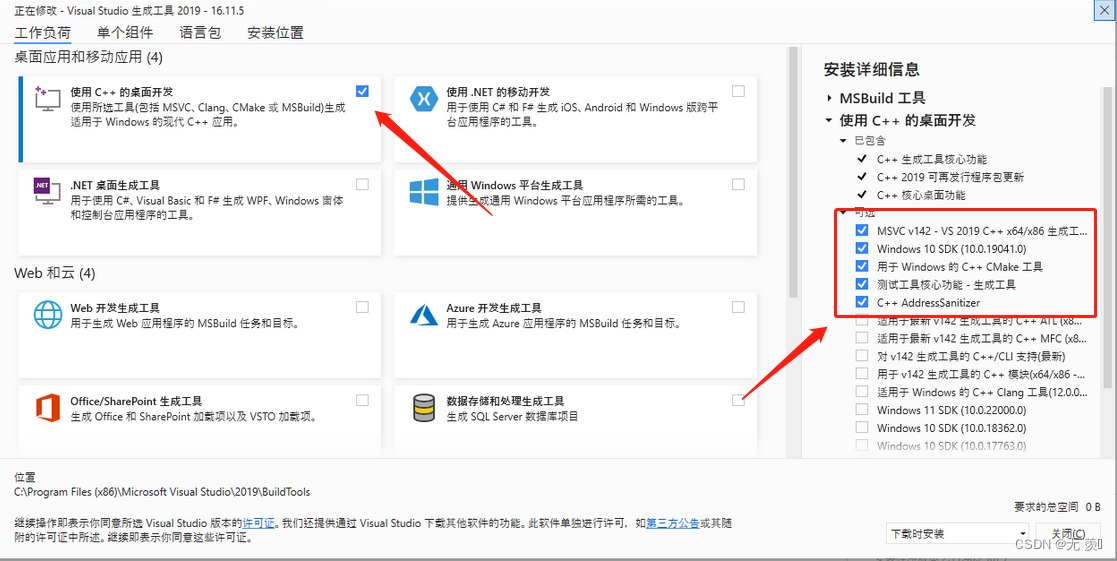 正在修改 - Visual Studio 生成工具 2019 - 16.11.5
工作负荷 单个组件 语言包 安装位置
桌面应用和移动应用 (4)
使用 C++ 的桌面开发
使用所选工具(包括 MSVC、Clang、CMake 或 MSBuild)生成
适用于 Windows 的现代 C++ 应用。
使用 .NET 的移动开发
用于使用 C# 和 F# 生成 iOS、Android 和 Windows 版跨平
台应用程序的工具。
.NET
.NET 桌面生成工具
用于使用 C#、Visual Basic 和 F# 生成 WPF、Windows 窗体
和控制台应用程序的工具。
通用 Windows 平台生成工具
提供生成通用 Windows 平台应用程序所需的工具。
Web 和云 (4)
Web 开发生成工具
用于生成 Web 应用程序的 MSBuild 任务和目标。
Azure 开发生成工具
用于生成 Azure 应用程序的 MSBuild 任务和目标。
Office/SharePoint 生成工具
生成 Office 和 SharePoint 加载项以及 VSTO 加载项。
数据存储和处理生成工具
生成 SQL Server 数据库项目
安装详细信息
MSBuild 工具
使用 C++ 的桌面开发
已包含
C++ 生成工具核心功能
C++ 2019 可再发行程序包更新
C++ 核心桌面功能
可选
MSVC v142 - VS 2019 C++ x64/x86 生成工...
Windows 10 SDK (10.0.19041.0)
用于 Windows 的 C++ CMake 工具
测试工具核心功能 - 生成工具
C++ AddressSanitizer
适用于最新 v142 生成工具的 C++ ATL (x8...
适用于最新 v142 生成工具的 C++ MFC (x8...
对 v142 生成工具的 C++/CLI 支持(最新)
用于 v142 生成工具的 C++ 模块(x64/x86 -...
适用于 Windows 的 C++ Clang 工具(12.0.0...
Windows 11 SDK (10.0.22000.0)
Windows 10 SDK (10.0.18362.0)
Windows 10 SDK (10.0.17763.0)
位置
C:\Program Files (x86)\Microsoft Visual Studio\2019\BuildTools
继续操作即表示你同意所选 Visual Studio 版本的许可证。我们还提供通过 Visual Studio 下载其他软件的功能。此软件单独进行许可，如第三方公告或其随
附的许可证中所述。继续即表示你同意这些许可证。
要求的总空间 0 B
下载时安装
关闭(C)
CSDN @无 羡